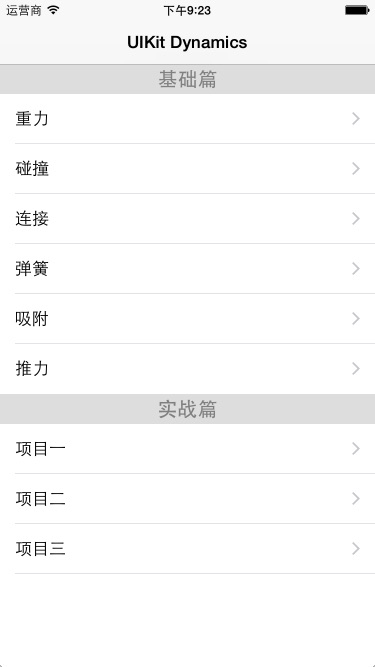 运营商 下午9:23
UIKit Dynamics
基础篇
重力
碰撞
连接
弹簧
吸附
推力
实战篇
项目一
项目二
项目三